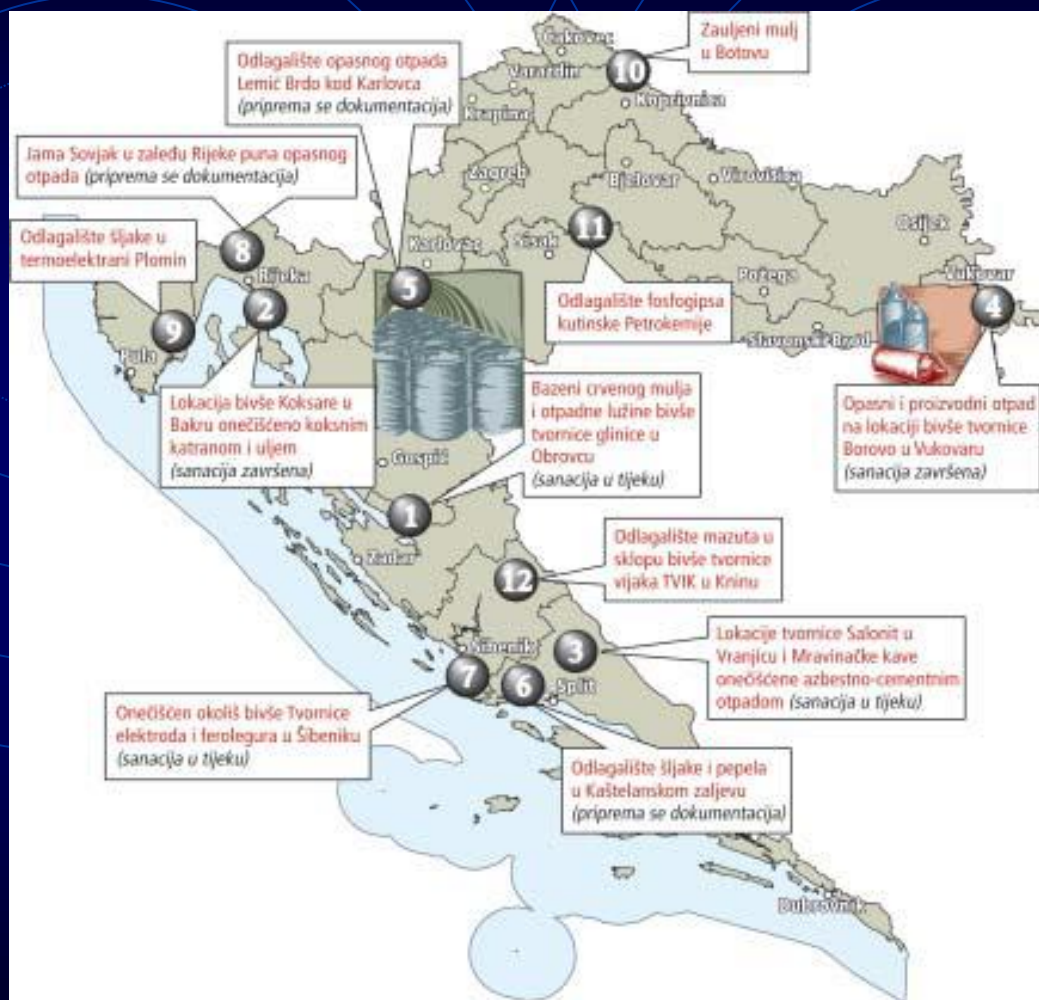 Zauljeni mulj
u Botovu
Čakovec
Varaždin
10
Koprivnica
Krapina
Odlagalište opasnog otpada
Lemić Brdo kod Karlovca
(priprema se dokumentacija)
Jama Sovjak u zaleđu Rijeke puna opasnog
otpada (priprema se dokumentacija)
Zagreb
Bjelovar
Virovitica
Osijek
Odlagalište šljake u
termoelektrani Plomin
8
Rijeka
Karlovac
Sisak
11
Požega
Vukovar
5
2
4
9
Pula
Odlagalište fosfogipsa
kutinske Petrokemije
Slavonski Brod
Lokacija bivše Koksare u
Bakru onečišćeno koksnim
katranom i uljem
(sanacija završena)
Bazeni crvenog mulja
i otpadne lužine bivše
tvornice glinice u
Obrovcu
(sanacija u tijeku)
Opasni i proizvodni otpad
na lokaciji bivše tvornice
Borovo u Vukovaru
(sanacija završena)
Gospić
1
Zadar
Odlagalište mazuta u
sklopu bivše tvornice
vijaka TVIK u Kninu
12
Šibenik
3
7
6
Split
Lokacije tvornice Salonit u
Vranjicu i Mravinačke kave
onečišćene azbestno-cementnim
otpadom (sanacija u tijeku)
Onečišćen okoliš bivše Tvornice
elektroda i ferolegura u Šibeniku
(sanacija u tijeku)
Odlagalište šljake i pepela
u Kaštelanskom zaljevu
(priprema se dokumentacija)
Dubrovnik